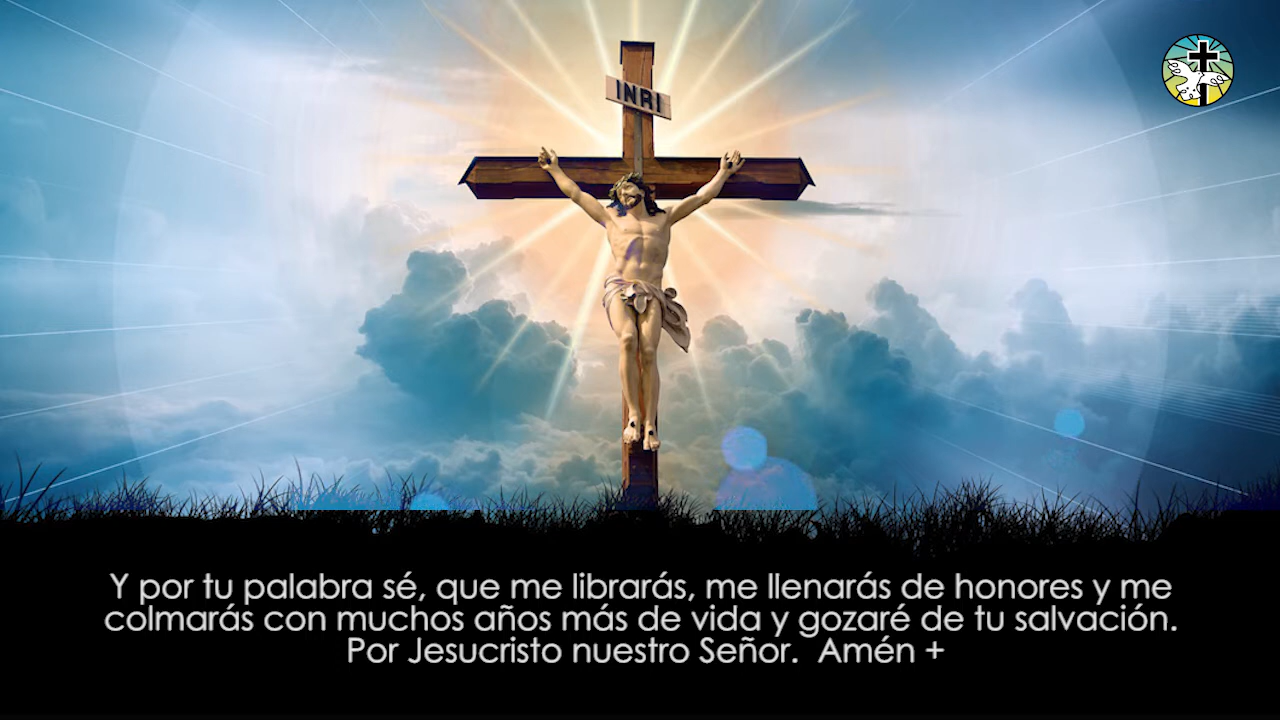 INRI
Y por tu palabra sé, que me librarás, me llenarás de honores y me
colmarás con muchos años más de vida y gozaré de tu salvación.
Por Jesucristo nuestro Señor.  Amén +